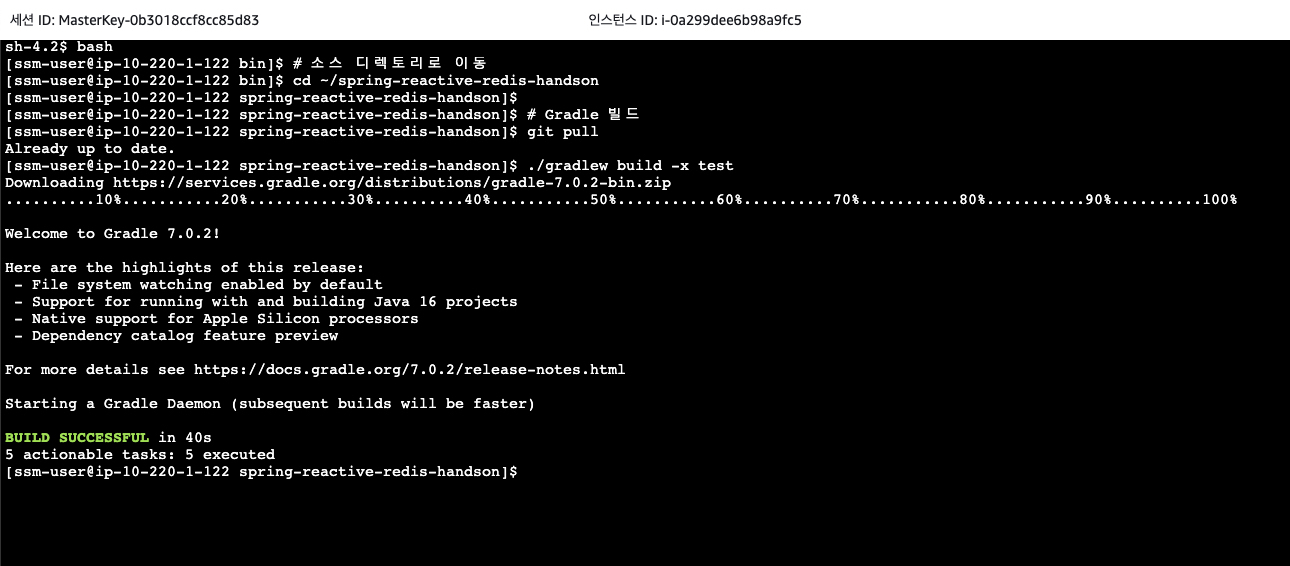 세션 ID: MasterKey-0b3018ccf8cc85d83 인스턴스 ID: i-0a299dee6b98a9fc5
sh-4.2$ bash
[ssm-user@ip-10-220-1-122 bin]$ # 소스 디렉토리로 이동
[ssm-user@ip-10-220-1-122 bin]$ cd ~/spring-reactive-redis-handson
[ssm-user@ip-10-220-1-122 spring-reactive-redis-handson]$
[ssm-user@ip-10-220-1-122 spring-reactive-redis-handson]$ # Gradle 빌드
[ssm-user@ip-10-220-1-122 spring-reactive-redis-handson]$ git pull
Already up to date.
[ssm-user@ip-10-220-1-122 spring-reactive-redis-handson]$ ./gradlew build -x test
Downloading https://services.gradle.org/distributions/gradle-7.0.2-bin.zip
..........10%...........20%...........30%..........40%...........50%...........60%..........70%...........80%...........90%..........100%
Welcome to Gradle 7.0.2!
Here are the highlights of this release:
- File system watching enabled by default
- Support for running with and building Java 16 projects
- Native support for Apple Silicon processors
- Dependency catalog feature preview
For more details see https://docs.gradle.org/7.0.2/release-notes.html
Starting a Gradle Daemon (subsequent builds will be faster)
BUILD SUCCESSFUL in 40s
5 actionable tasks: 5 executed
[ssm-user@ip-10-220-1-122 spring-reactive-redis-handson]$